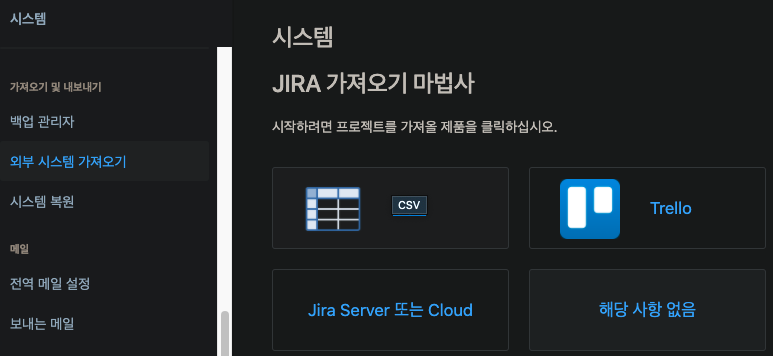 시스템
가져오기 및 내보내기
백업 관리자
외부 시스템 가져오기
시스템 복원
메일
전역 메일 설정
보내는 메일
시스템
JIRA 가져오기 마법사
시작하려면 프로젝트를 가져올 제품을 클릭하십시오.
CSV
Trello
Jira Server 또는 Cloud
해당 사항 없음